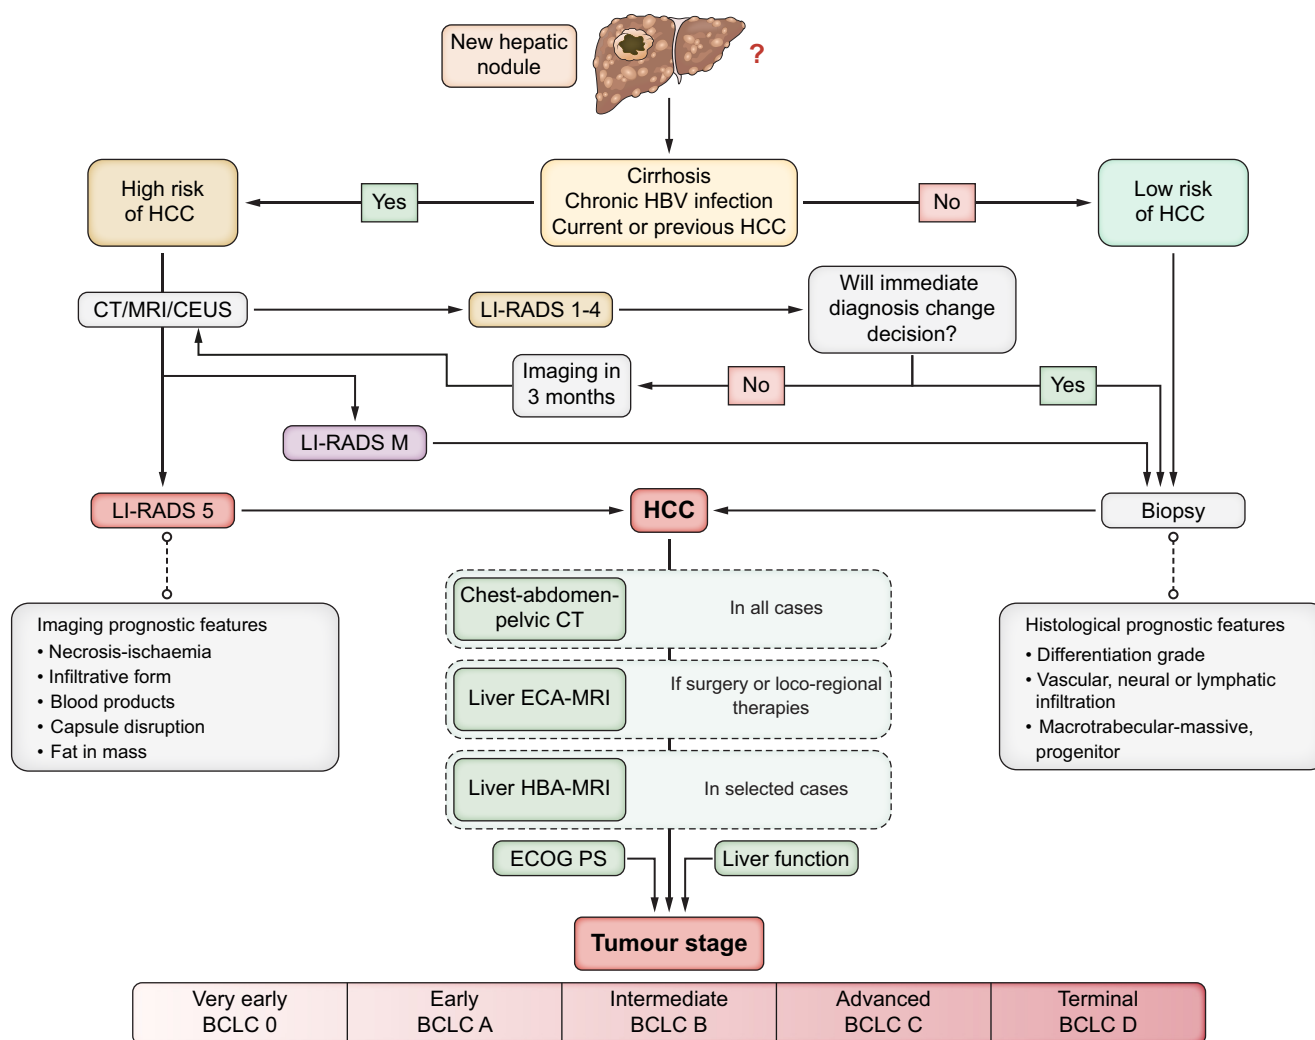 New hepatic
nodule
?
High risk
of HCC
Yes
Cirrhosis
Chronic HBV infection
Current or previous HCC
No
Low risk
of HCC
CT/MRI/CEUS
LI-RADS 1-4
Will immediate
diagnosis change
decision?
Imaging in
3 months
No
Yes
LI-RADS M
LI-RADS 5
HCC
Biopsy
Chest-abdomen-
pelvic CT
In all cases
Imaging prognostic features
• Necrosis-ischaemia
• Infiltrative form
• Blood products
• Capsule disruption
• Fat in mass
Liver ECA-MRI
If surgery or loco-regional
therapies
Histological prognostic features
• Differentiation grade
• Vascular, neural or lymphatic
infiltration
• Macrotrabecular-massive,
progenitor
Liver HBA-MRI
In selected cases
ECOG PS
Liver function
Tumour stage
Very early
BCLC 0
Early
BCLC A
Intermediate
BCLC B
Advanced
BCLC C
Terminal
BCLC D